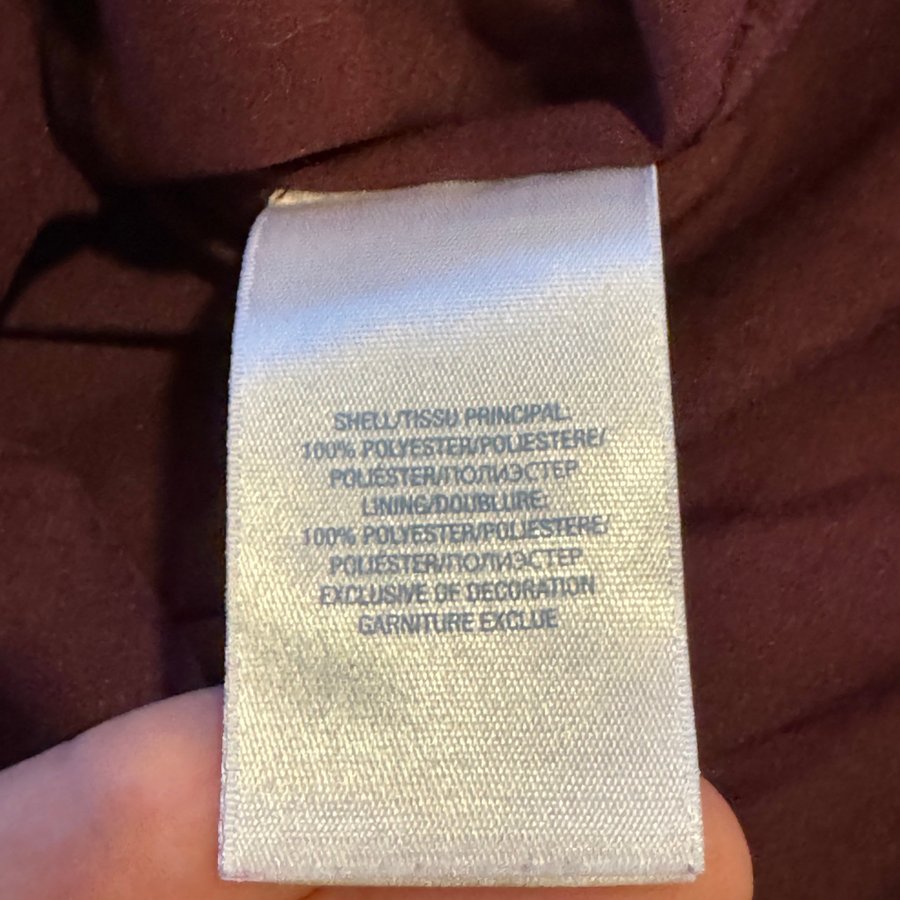 SHELL/TISSU PRINCIPAL:
100% POLYESTER/POLIESTERE/
POLIÉSTER/ПОЛИЭСТЕР
LINING/DOUBLURE:
100% POLYESTER/POLIESTERE/
POLIÉSTER/ПОЛИЭСТЕР
EXCLUSIVE OF DECORATION
GARNITURE EXCLUE